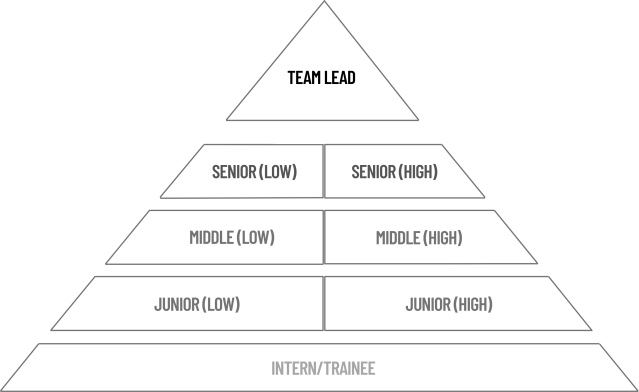 TEAM LEAD
SENIOR (LOW)
SENIOR (HIGH)
MIDDLE (LOW)
MIDDLE (HIGH)
JUNIOR (LOW)
JUNIOR (HIGH)
INTERN/TRAINEE